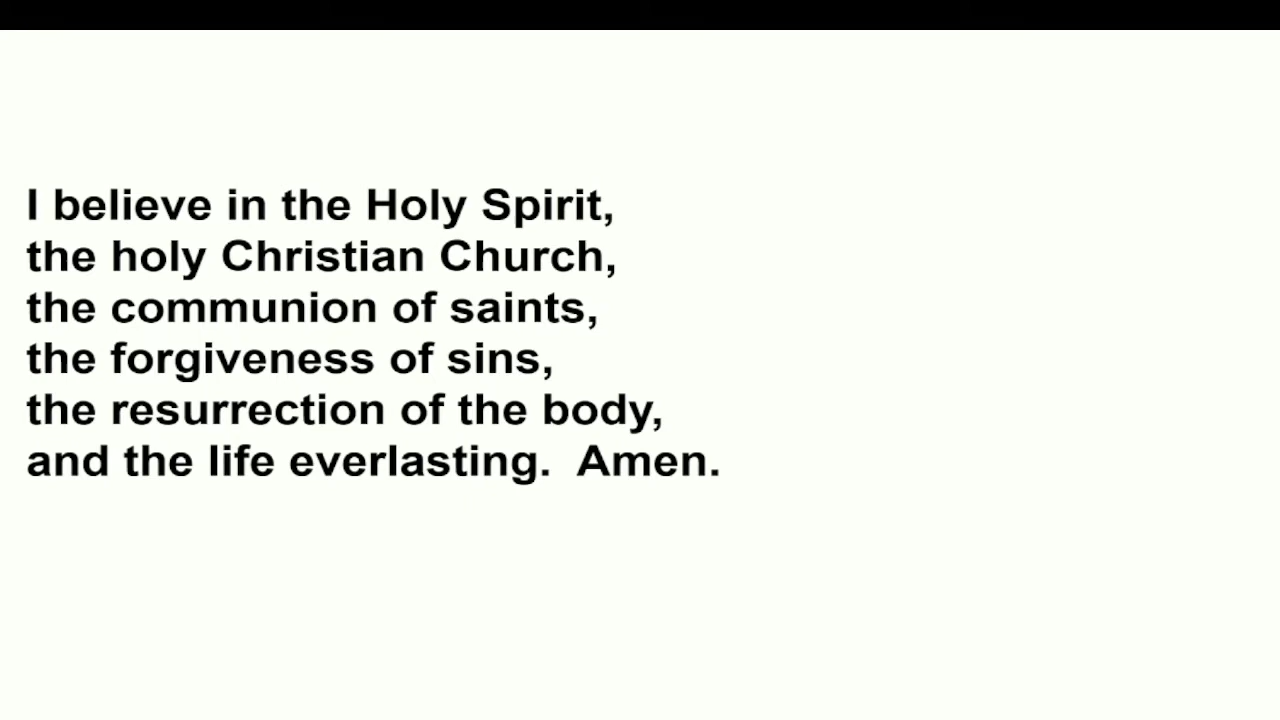 I believe in the Holy Spirit,
the holy Christian Church,
the communion of saints,
the forgiveness of sins,
the resurrection of the body,
and the life everlasting.  Amen.